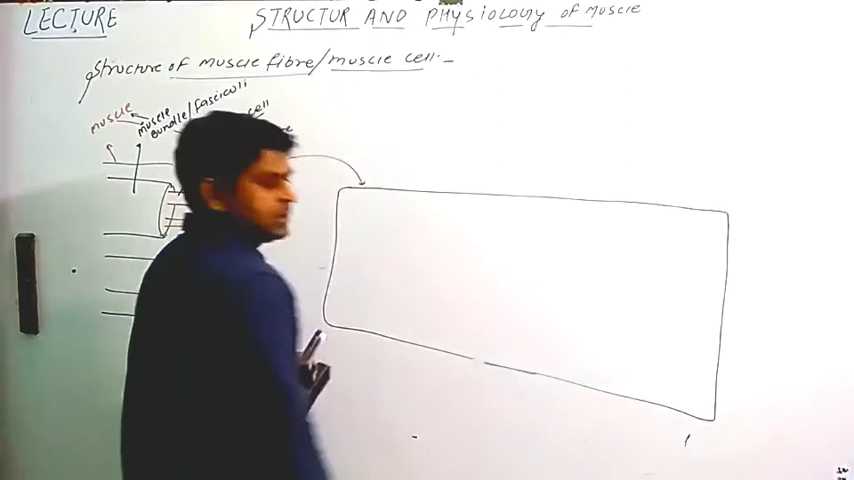 LECTURE
STRUCTUR AND PHYSIOLOGY OF MUSCLE
Structure of muscle fibre/muscle cell.
muscle
muscle
Bundle/Fasciculi
cell